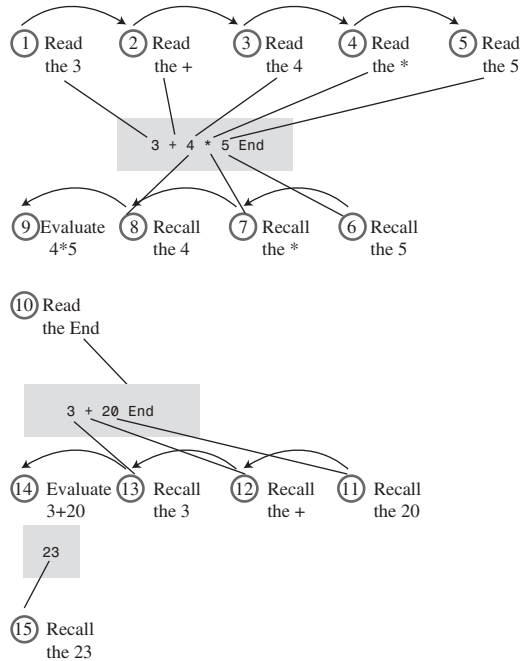 1 Read the 3
2 Read the +
3 Read the 4
4 Read the *
5 Read the 5
3 + 4 * 5 End
9 Evaluate 4*5
8 Recall the 4
7 Recall the *
6 Recall the 5
10 Read the End
3 + 20 End
14 Evaluate 3+20
13 Recall the 3
12 Recall the +
11 Recall the 20
23
15 Recall the 23